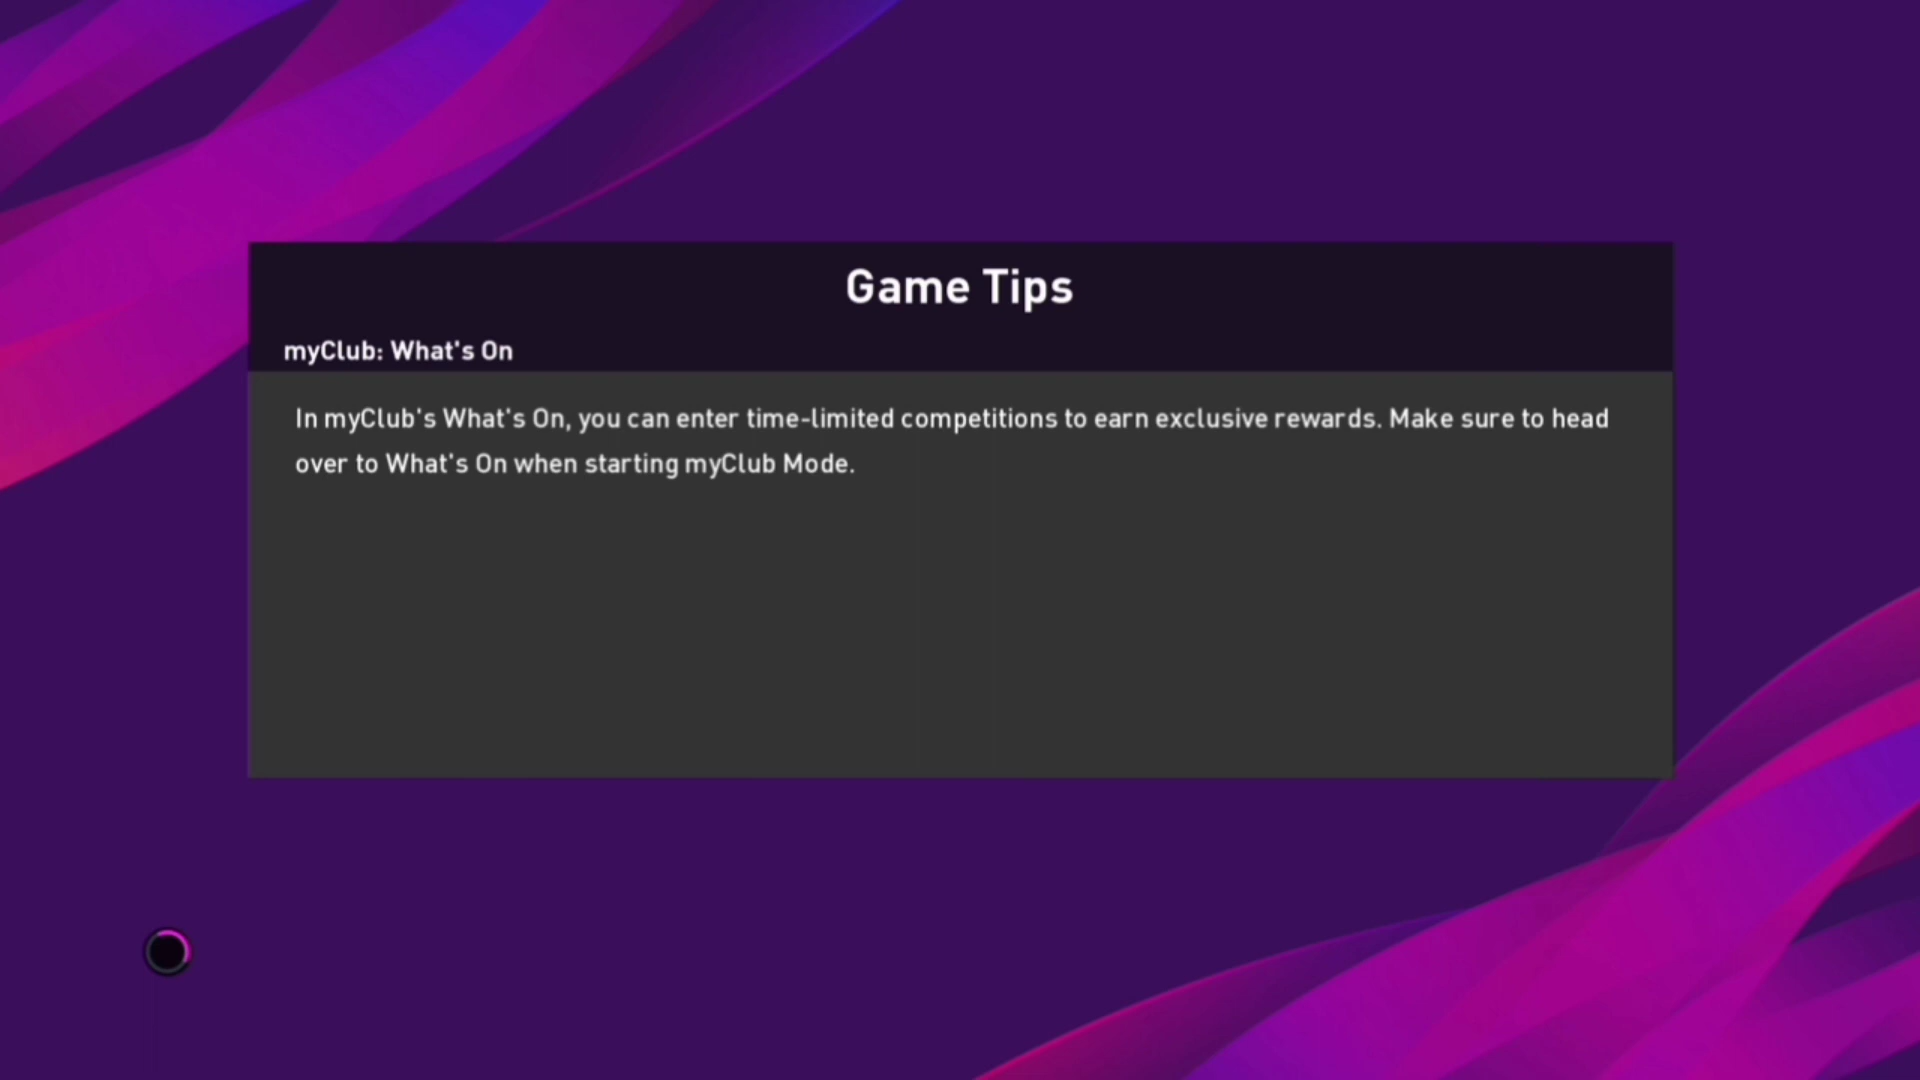 Game Tips
myClub: What's On
In myClub's What's On, you can enter time-limited competitions to earn exclusive rewards. Make sure to head
over to What's On when starting myClub Mode.